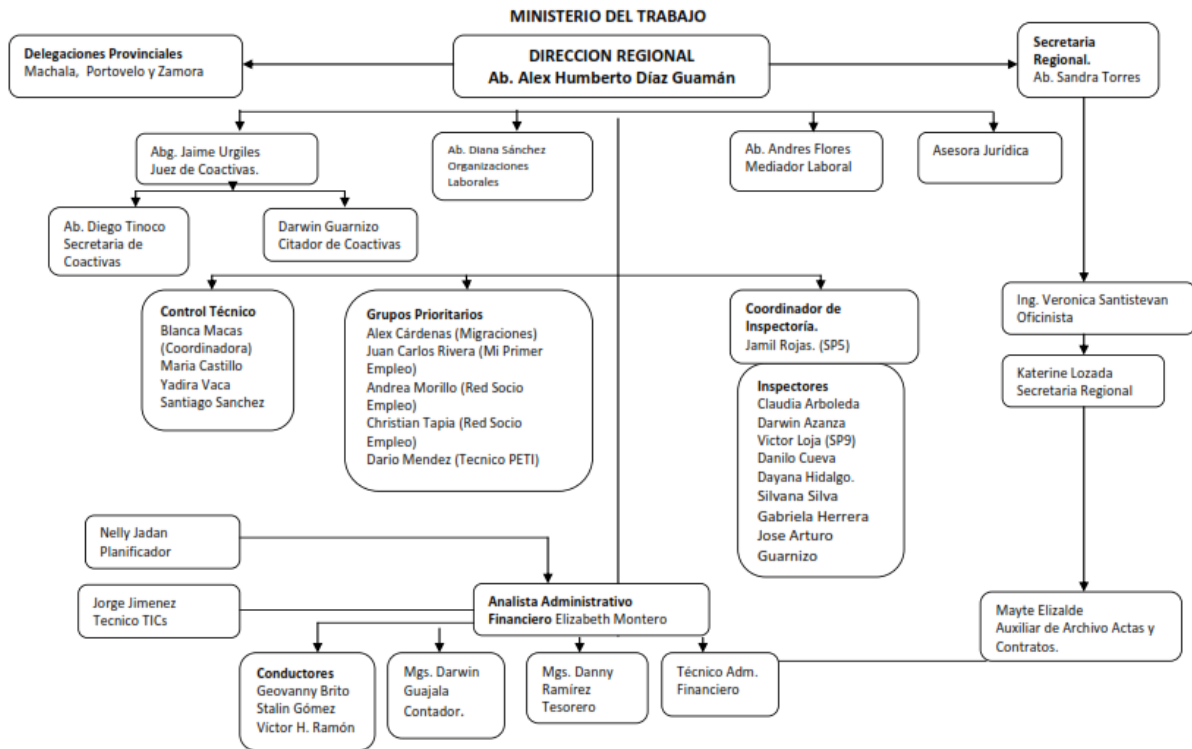 MINISTERIO DEL TRABAJO
Delegaciones Provinciales
Machala, Portovelo y Zamora
DIRECCION REGIONAL
Ab. Alex Humberto Díaz Guamán
Secretaria
Regional.
Ab. Sandra Torres
Abg. Jaime Urgiles
Juez de Coactivas.
Ab. Diana Sánchez
Organizaciones
Laborales
Ab. Andres Flores
Mediador Laboral
Asesora Jurídica
Ab. Diego Tinoco
Secretaria de
Coactivas
Darwin Guarnizo
Citador de Coactivas
Control Técnico
Blanca Macas
(Coordinadora)
Maria Castillo
Yadira Vaca
Santiago Sanchez
Grupos Prioritarios
Alex Cárdenas (Migraciones)
Juan Carlos Rivera (Mi Primer
Empleo)
Andrea Morillo (Red Socio
Empleo)
Christian Tapia (Red Socio
Empleo)
Dario Mendez (Tecnico PETI)
Coordinador de
Inspectoría.
Jamil Rojas. (SP5)
Inspectores
Claudia Arboleda
Darwin Azanza
Victor Loja (SP9)
Danilo Cueva
Dayana Hidalgo.
Silvana Silva
Gabriela Herrera
Jose Arturo
Guarnizo
Ing. Veronica Santistevan
Oficinista
Katerine Lozada
Secretaria Regional
Nelly Jadan
Planificador
Jorge Jimenez
Tecnico TICs
Analista Administrativo
Financiero Elizabeth Montero
Mayte Elizalde
Auxiliar de Archivo Actas y
Contratos.
Conductores
Geovanny Brito
Stalin Gómez
Víctor H. Ramón
Mgs. Darwin
Guajala
Contador.
Mgs. Danny
Ramírez
Tesorero
Técnico Adm.
Financiero